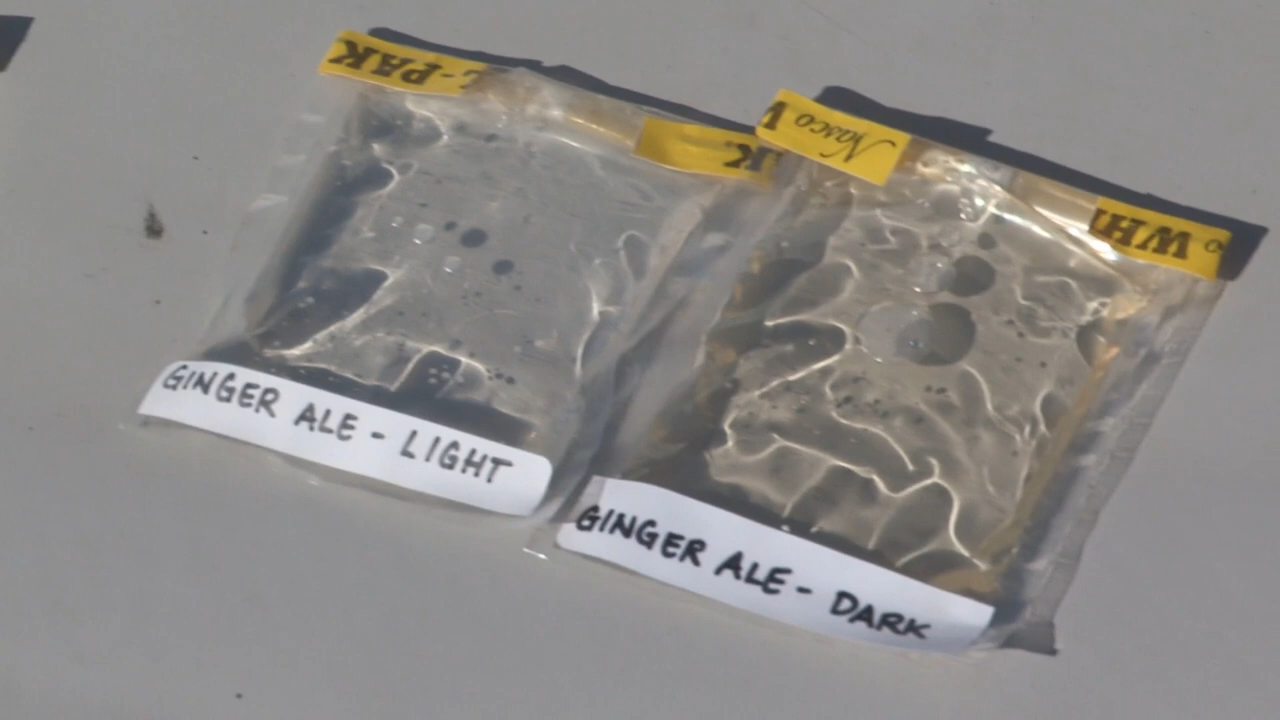 -PAK
K
Nasco W
WHI
GINGER ALE - LIGHT
GINGER ALE - DARK